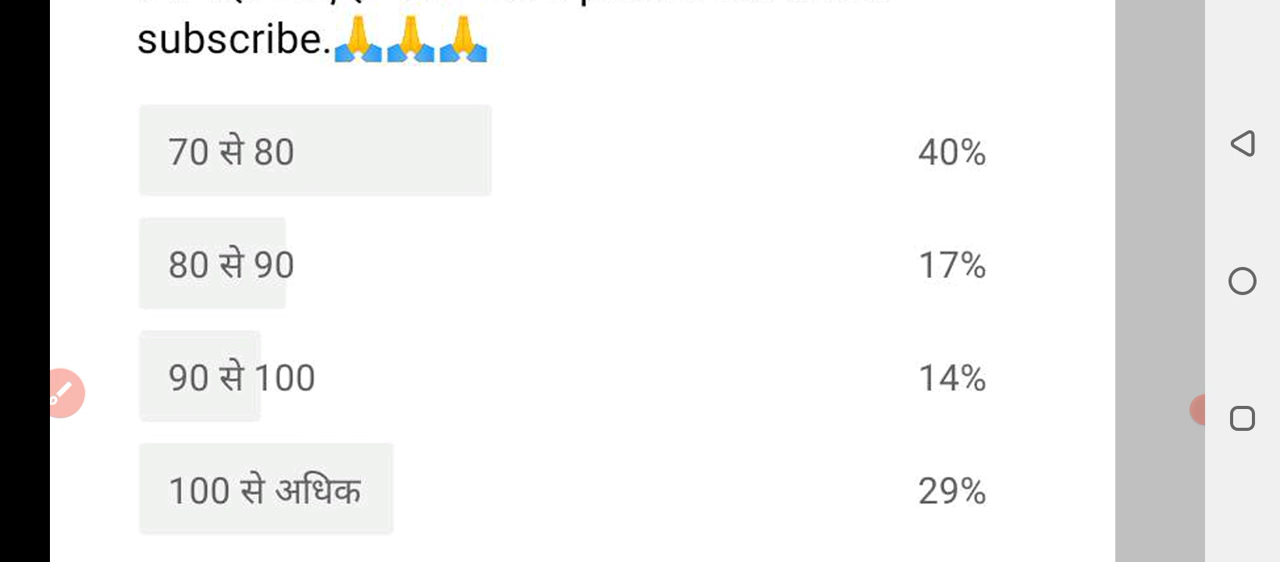 subscribe.🙏🙏🙏
70 से 80 40%
80 से 90 17%
90 से 100 14%
100 से अधिक 29%